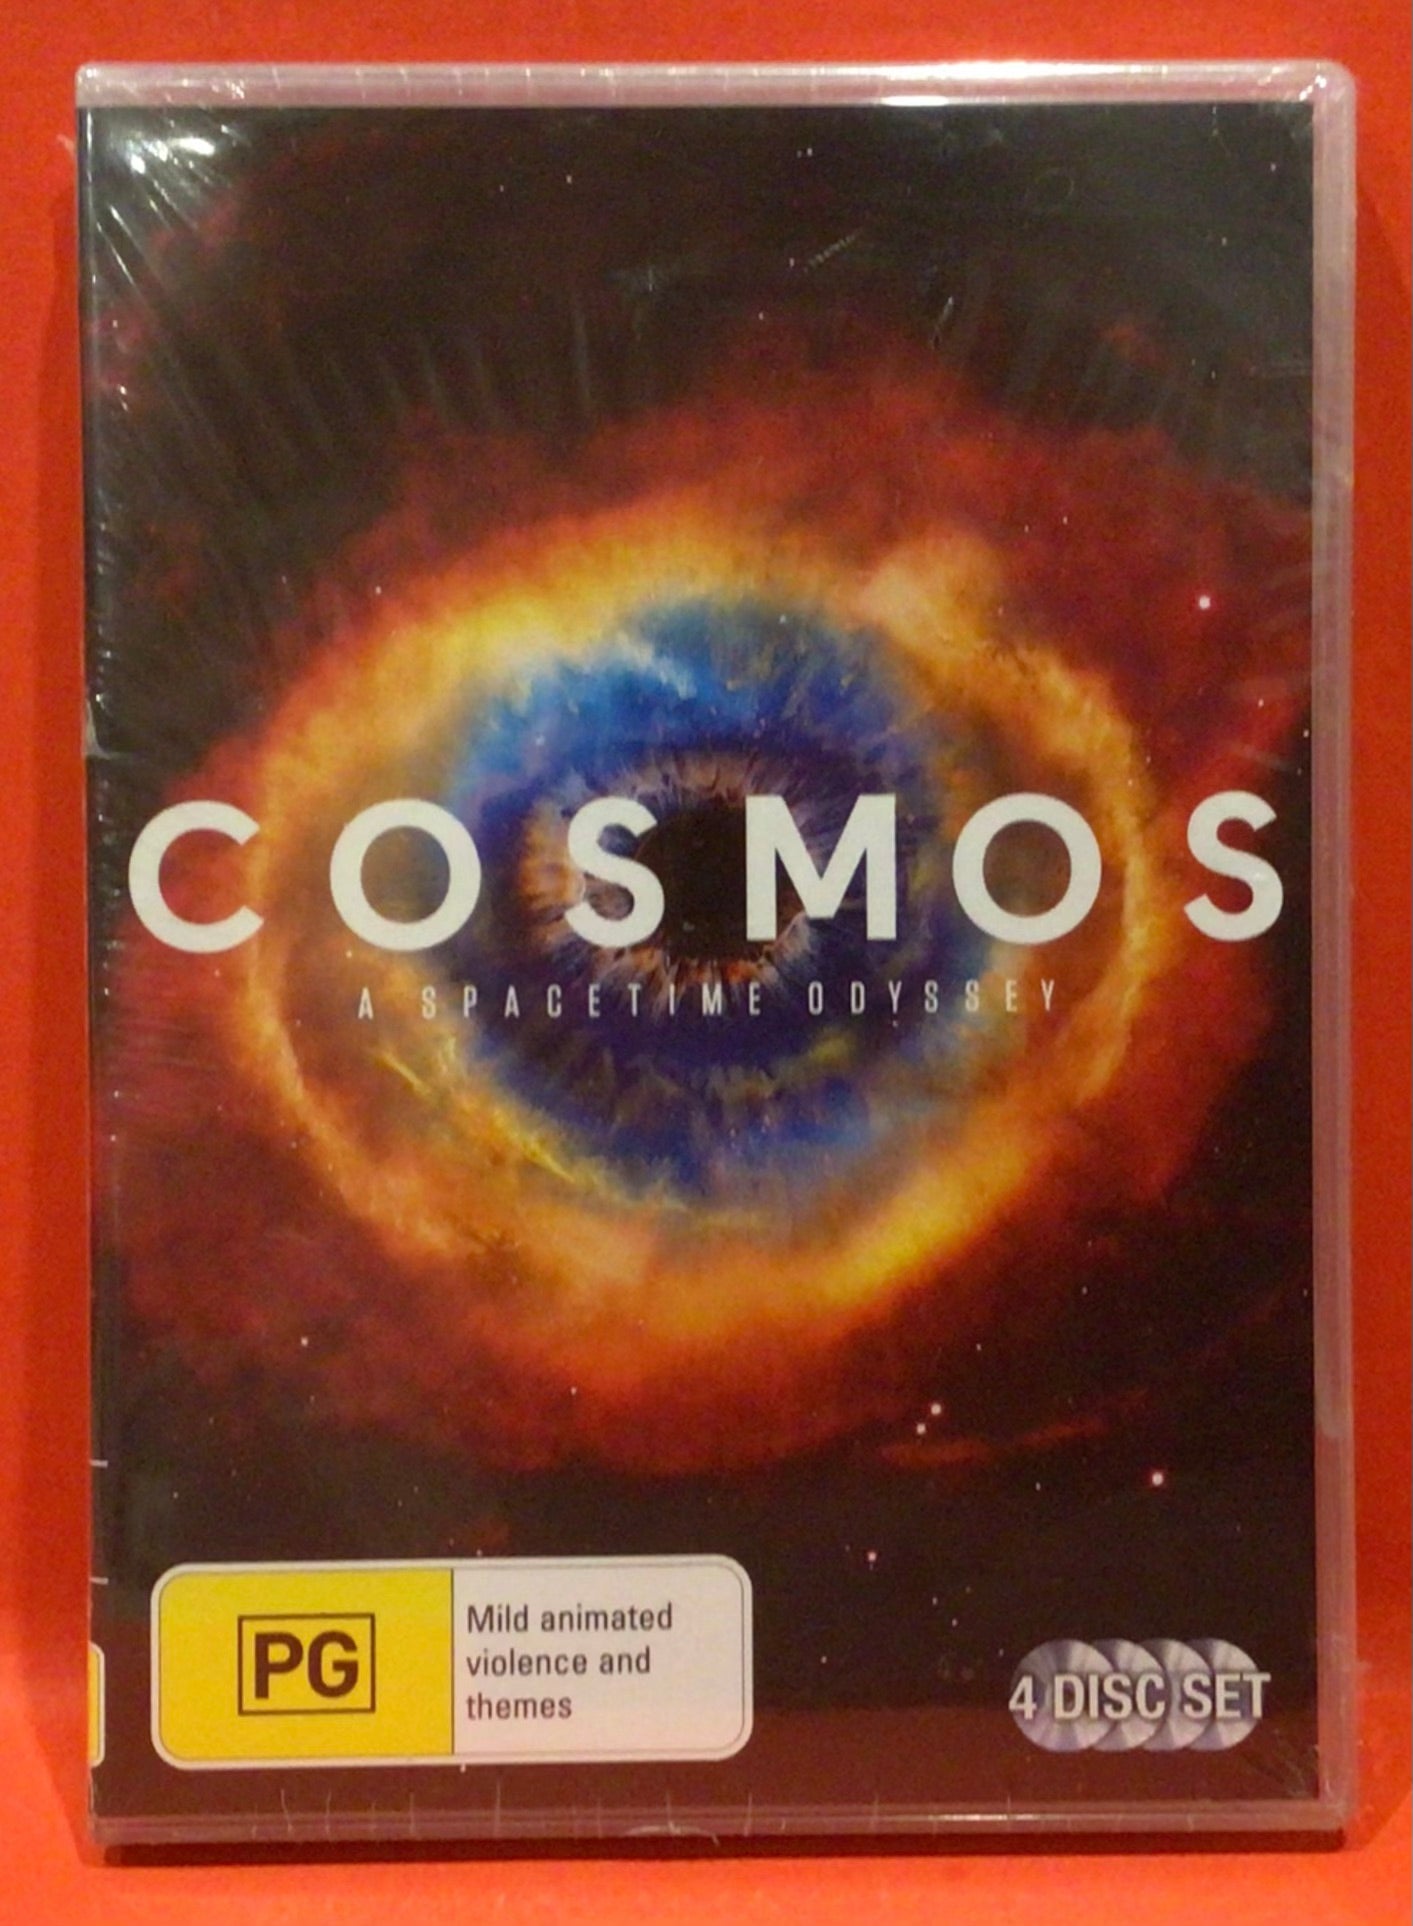 COSMOS
A SPACETIME ODYSSEY
PG
Mild animated
violence and
themes
4 DISC SET